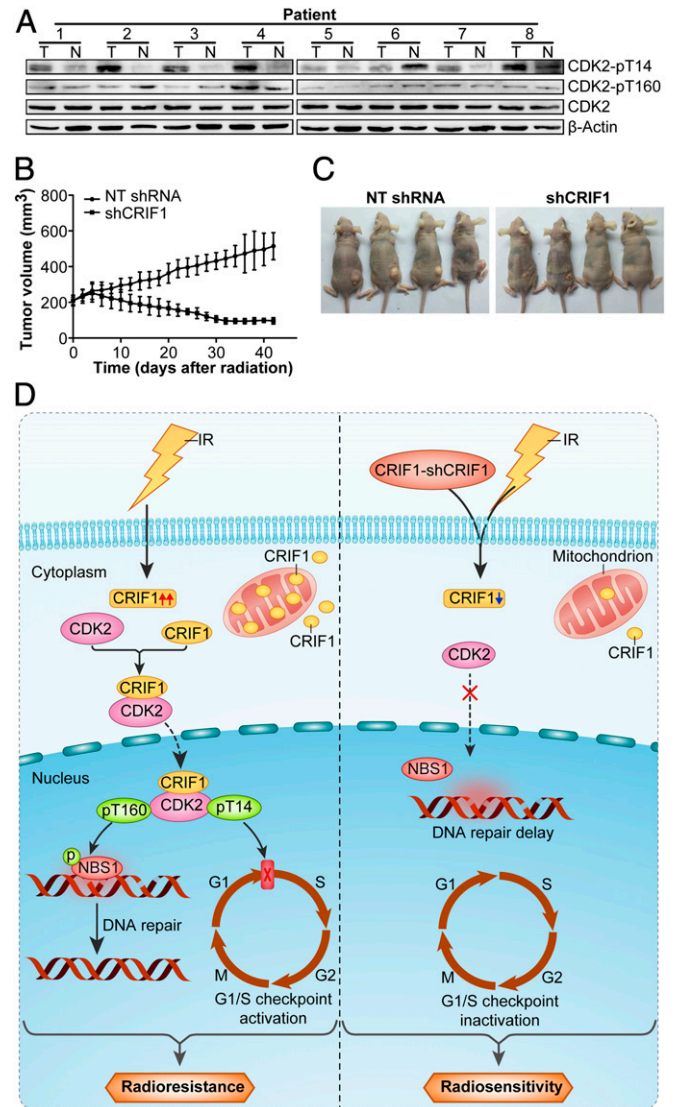 A
Patient
1 2 3 4 5 6 7 8
T N T N T N T N T N T N T N T N
CDK2-pT14
CDK2-pT160
CDK2
β-Actin
B
Tumor volume (mm3)
800
600
400
200
0
NT shRNA
shCRIF1
0 10 20 30 40
Time (days after radiation)
C
NT shRNA shCRIF1
D
IR
Cytoplasm
CRIF1
CDK2
CRIF1
CRIF1
CDK2
CRIF1
CRIF1
Nucleus
CRIF1
pT160 CDK2 pT14
p
NBS1
DNA repair
X
G1 S
M G2
G1/S checkpoint
activation
Radioresistance
IR
CRIF1-shCRIF1
CRIF1
Mitochondrion
CRIF1
CDK2
NBS1
DNA repair delay
G1 S
M G2
G1/S checkpoint
inactivation
Radiosensitivity